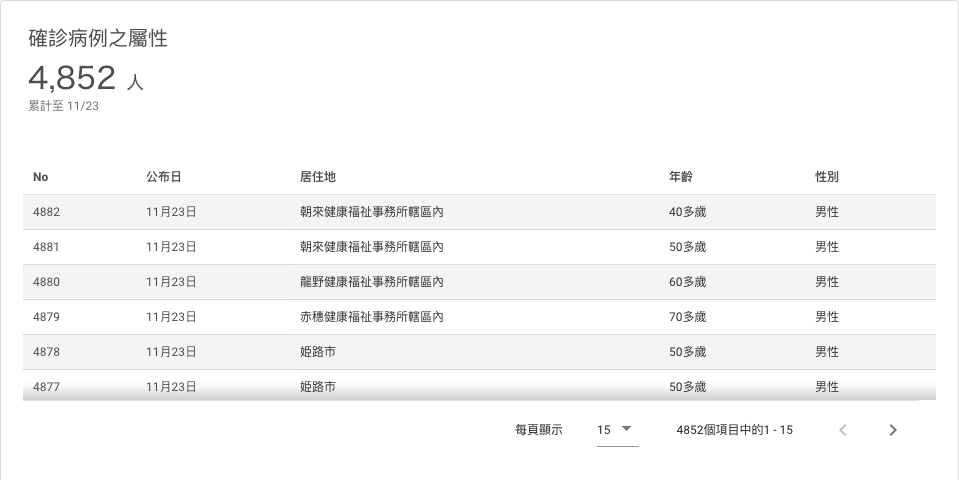 確診病例之屬性
4,852 人
累計至 11/23
No 公布日 居住地 年齡 性別
4882 11月23日 朝來健康福祉事務所轄區內 40多歲 男性
4881 11月23日 朝來健康福祉事務所轄區內 50多歲 男性
4880 11月23日 龍野健康福祉事務所轄區內 60多歲 男性
4879 11月23日 赤穗健康福祉事務所轄區內 70多歲 男性
4878 11月23日 姬路市 50多歲 男性
4877 11月23日 姬路市 50多歲 男性
每頁顯示 15 4852個項目中的1 - 15